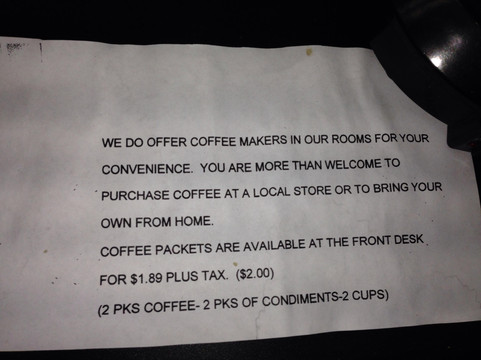 WE DO OFFER COFFEE MAKERS IN OUR ROOMS FOR YOUR
CONVENIENCE. YOU ARE MORE THAN WELCOME TO
PURCHASE COFFEE AT A LOCAL STORE OR TO BRING YOUR
OWN FROM HOME.
COFFEE PACKETS ARE AVAILABLE AT THE FRONT DESK
FOR $1.89 PLUS TAX. ($2.00)
(2 PKS COFFEE- 2 PKS OF CONDIMENTS-2 CUPS)